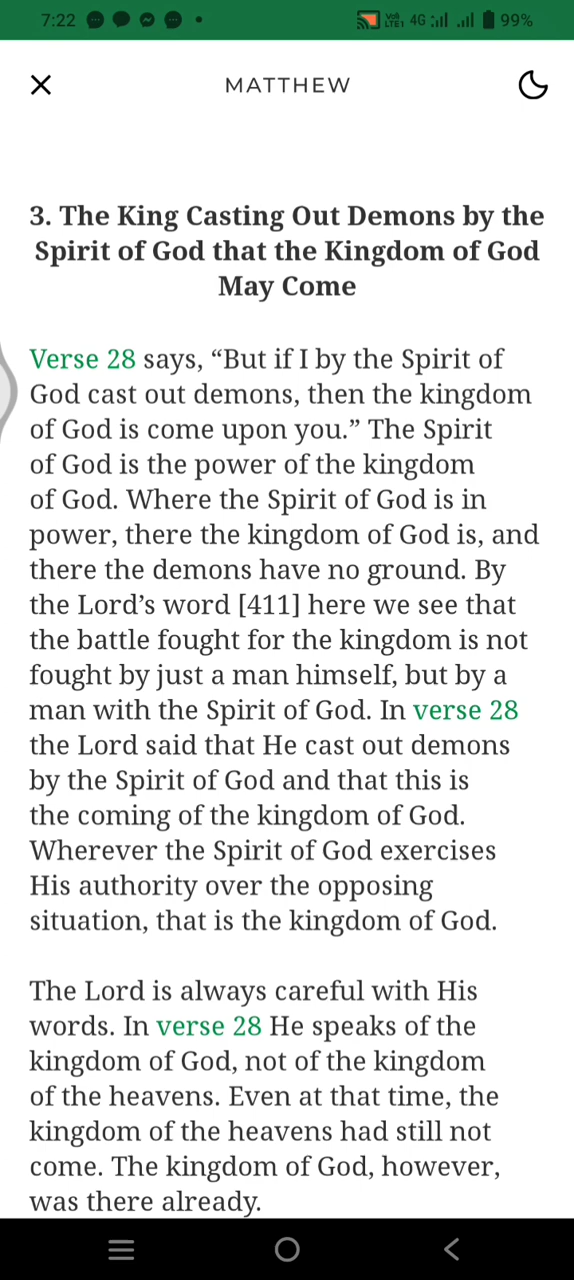 7:22
Vo5 LTE1 4G 99%
MATTHEW
3. The King Casting Out Demons by the
Spirit of God that the Kingdom of God
May Come
Verse 28 says, “But if I by the Spirit of
God cast out demons, then the kingdom
of God is come upon you.” The Spirit
of God is the power of the kingdom
of God. Where the Spirit of God is in
power, there the kingdom of God is, and
there the demons have no ground. By
the Lord’s word [411] here we see that
the battle fought for the kingdom is not
fought by just a man himself, but by a
man with the Spirit of God. In verse 28
the Lord said that He cast out demons
by the Spirit of God and that this is
the coming of the kingdom of God.
Wherever the Spirit of God exercises
His authority over the opposing
situation, that is the kingdom of God.
The Lord is always careful with His
words. In verse 28 He speaks of the
kingdom of God, not of the kingdom
of the heavens. Even at that time, the
kingdom of the heavens had still not
come. The kingdom of God, however,
was there already.